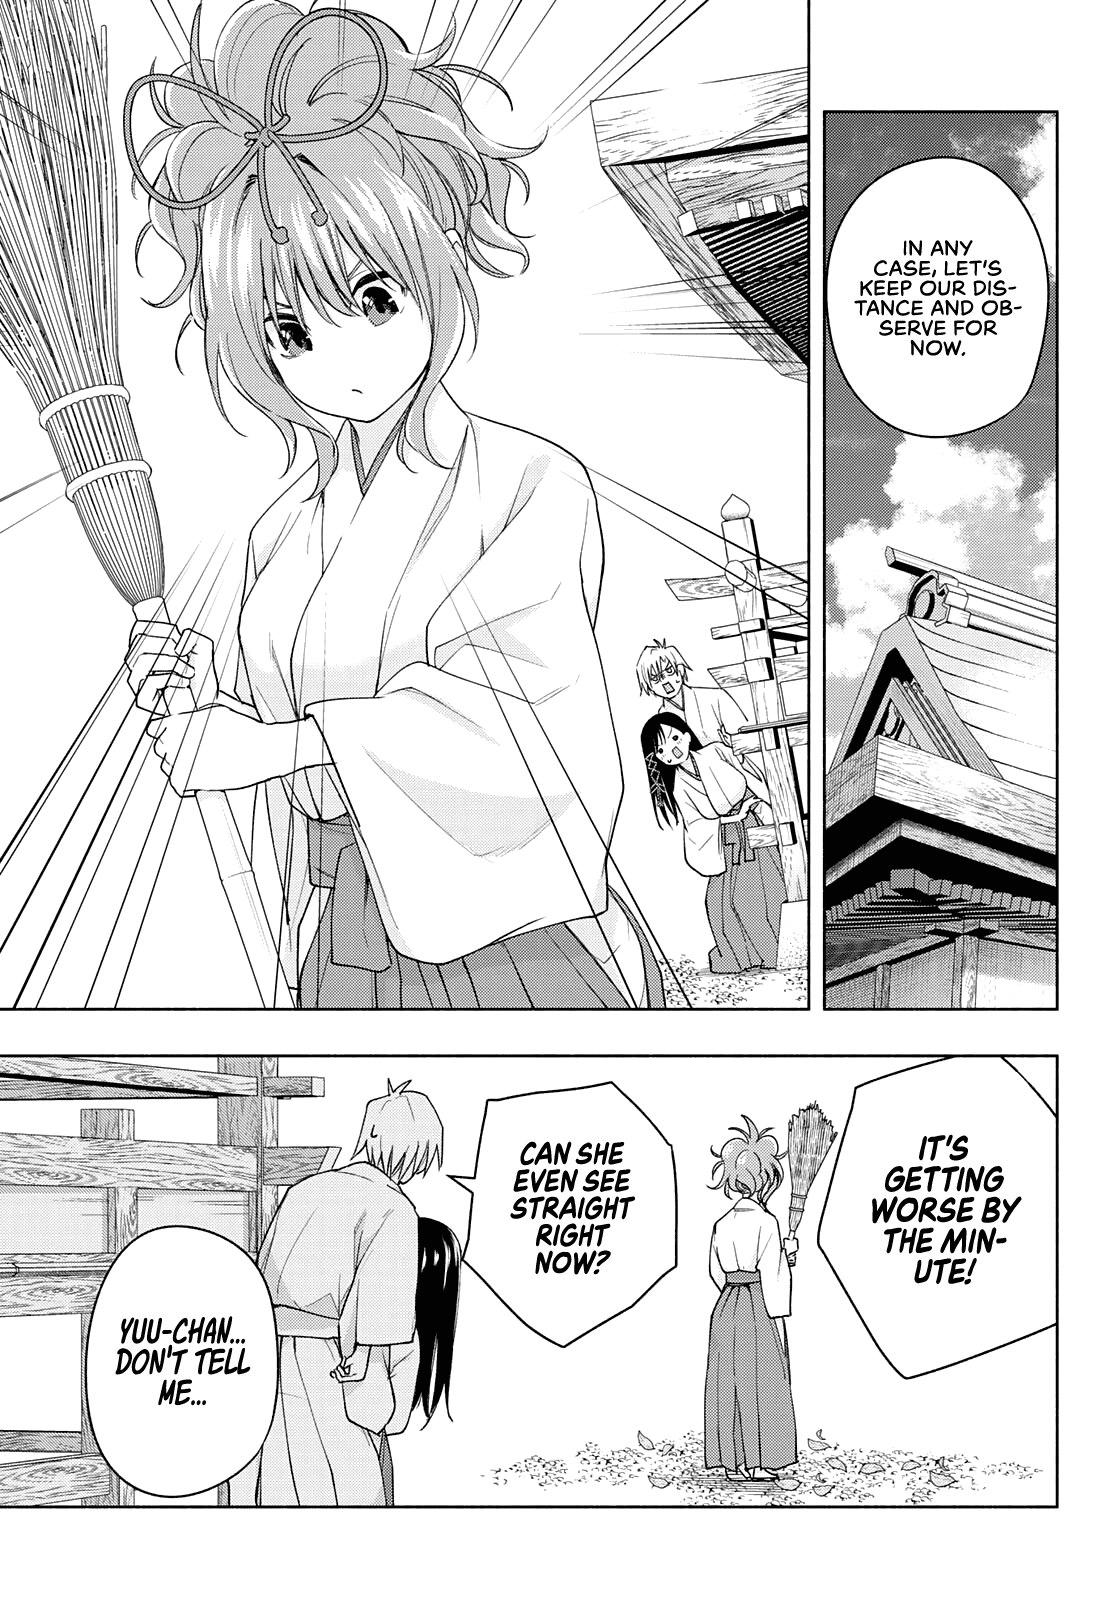 IN ANY
CASE, LET'S
KEEP OUR DIS-
TANCE AND OB-
SERVE FOR
NOW.
IT'S
GETTING
WORSE BY
THE MIN-
UTE!
CAN SHE
EVEN SEE
STRAIGHT
RIGHT
NOW?
YUU-CHAN...
DON'T TELL
ME...